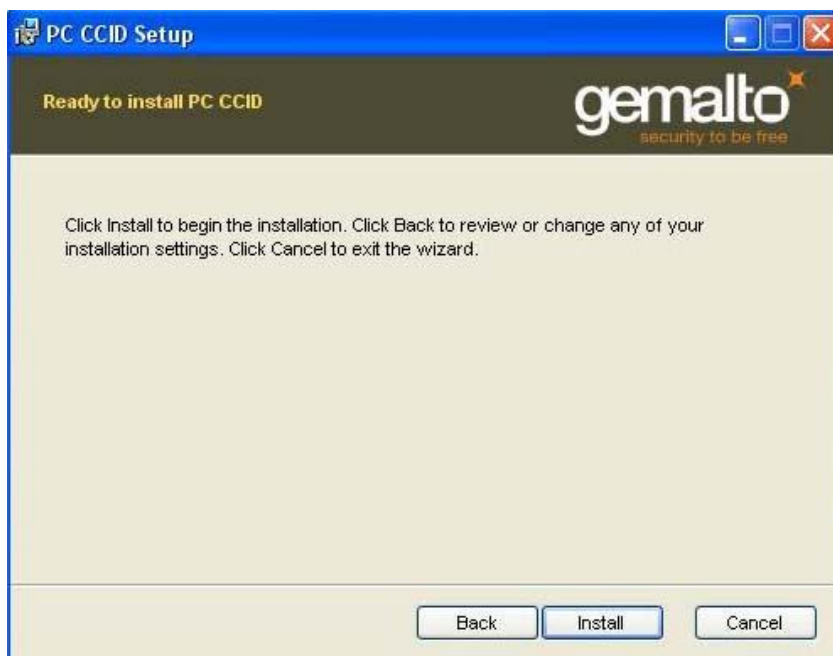 PC CCID Setup
Ready to install PC CCID
gemalto
security to be free
Click Install to begin the installation. Click Back to review or change any of your
installation settings. Click Cancel to exit the wizard.
Back
Install
Cancel